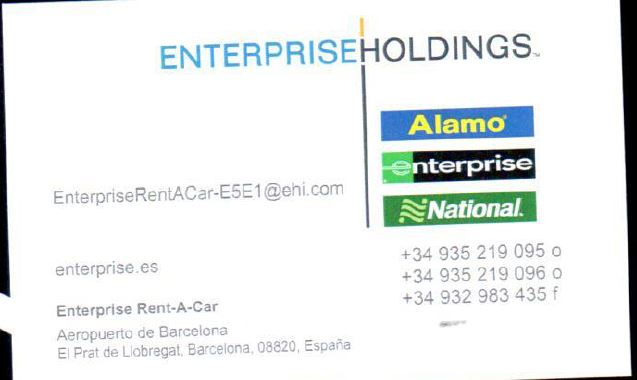 ENTERPRISEHOLDINGS™
Alamo
enterprise
National.
EnterpriseRentACar-E5E1@ehi.com
enterprise.es
+34 935 219 095 o
+34 935 219 096 o
+34 932 983 435 f
Enterprise Rent-A-Car
Aeropuerto de Barcelona
El Prat de Llobregat, Barcelona, 08820, España